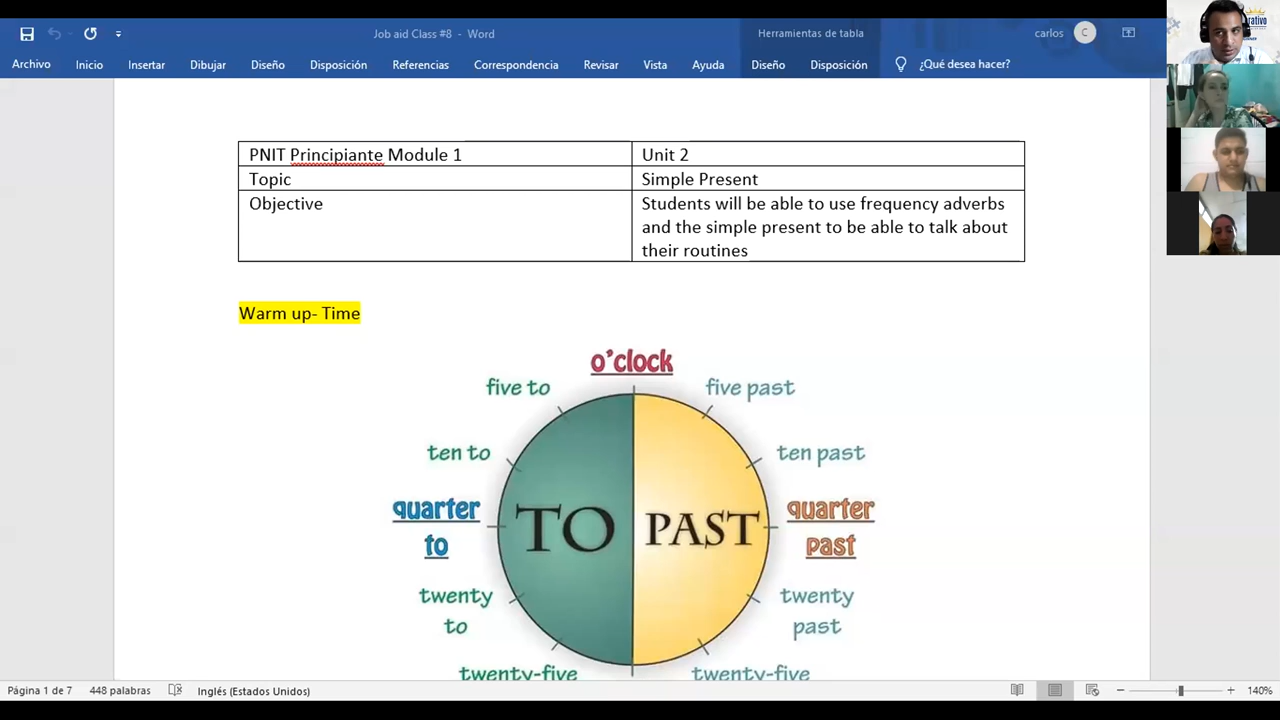 Job aid Class #8 - Word
Herramientas de tabla
carlos
C
Archivo
Inicio
Insertar
Dibujar
Diseño
Disposición
Referencias
Correspondencia
Revisar
Vista
Ayuda
Diseño
Disposición
¿Qué desea hacer?
PNIT Principiante Module 1
Unit 2
Topic
Simple Present
Objective
Students will be able to use frequency adverbs
and the simple present to be able to talk about
their routines
Warm up- Time
o'clock
five to
five past
ten to
ten past
quarter
to
TO
PAST
quarter
past
twenty
to
twenty
past
twenty-five
twenty-five
Página 1 de 7
448 palabras
Inglés (Estados Unidos)
140%